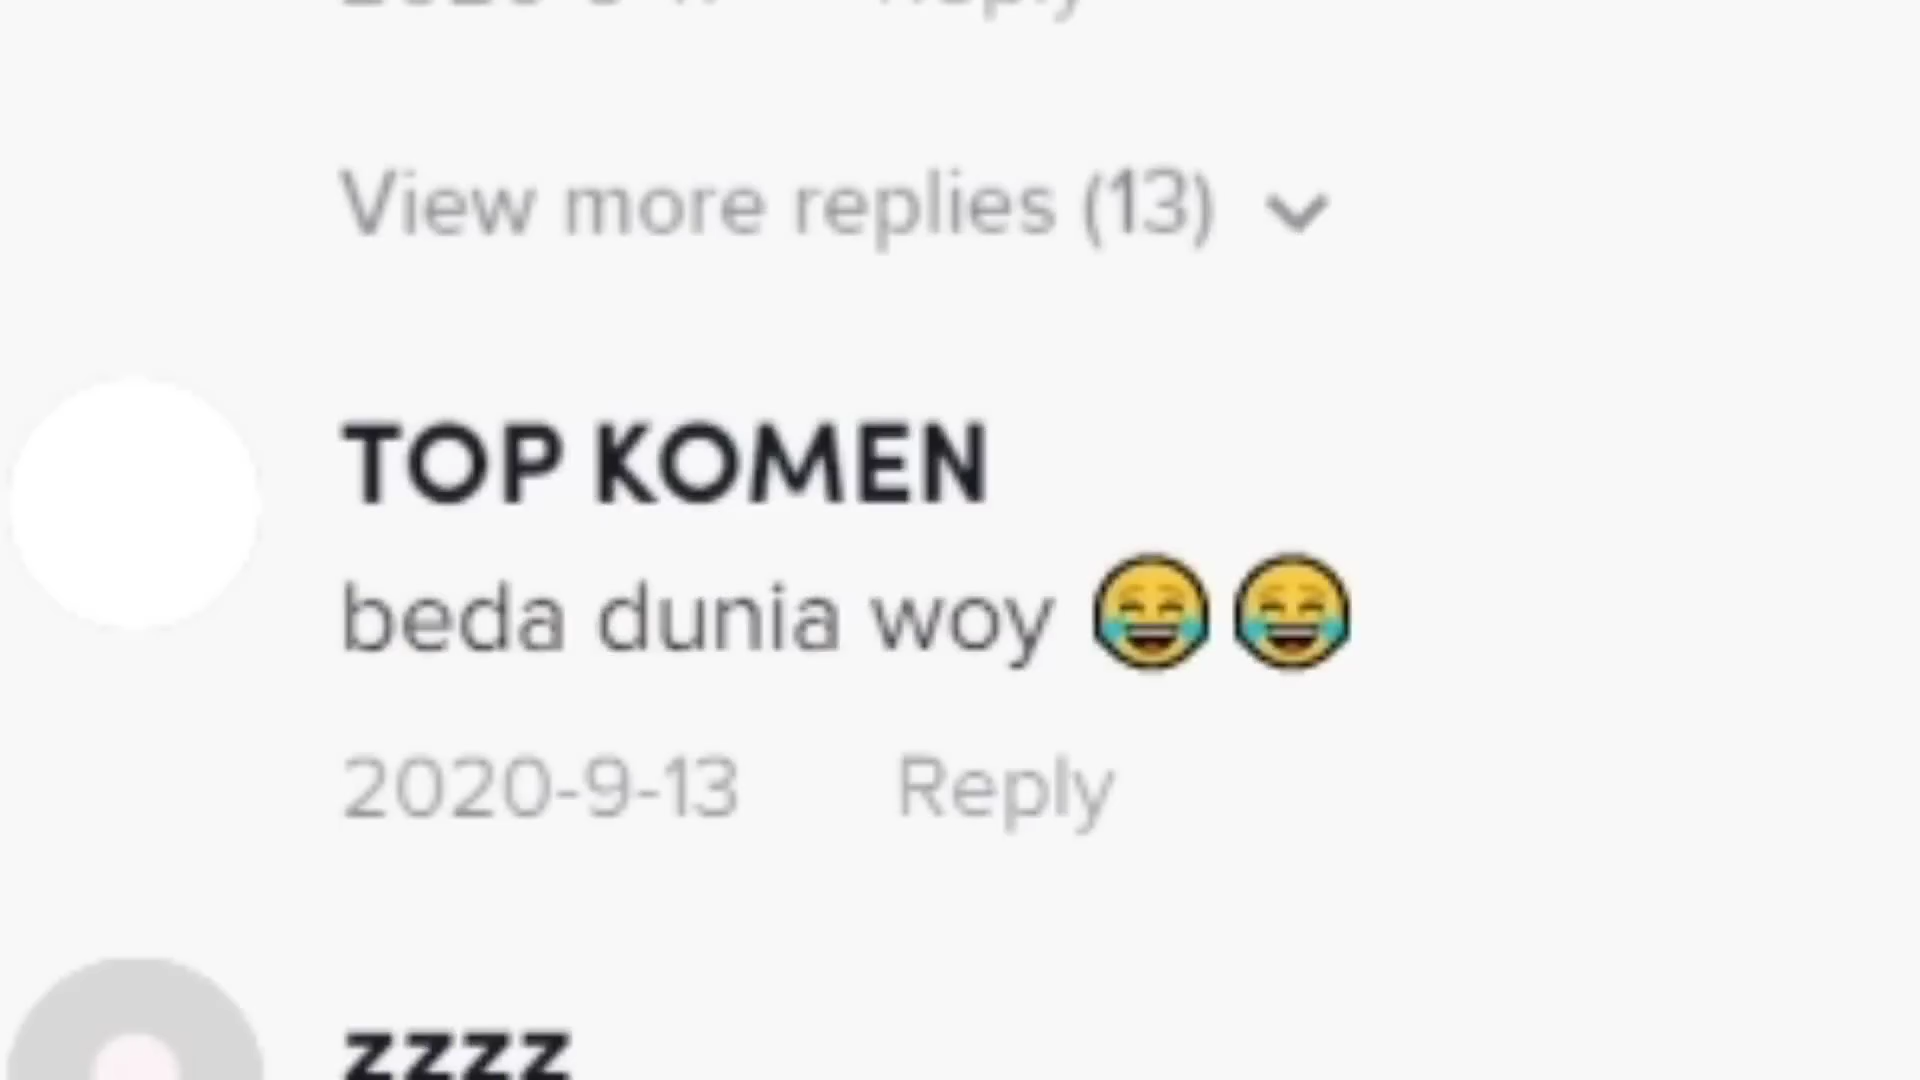 View more replies (13)
TOP KOMEN
beda dunia woy 😂😂
2020-9-13 Reply
zzzz